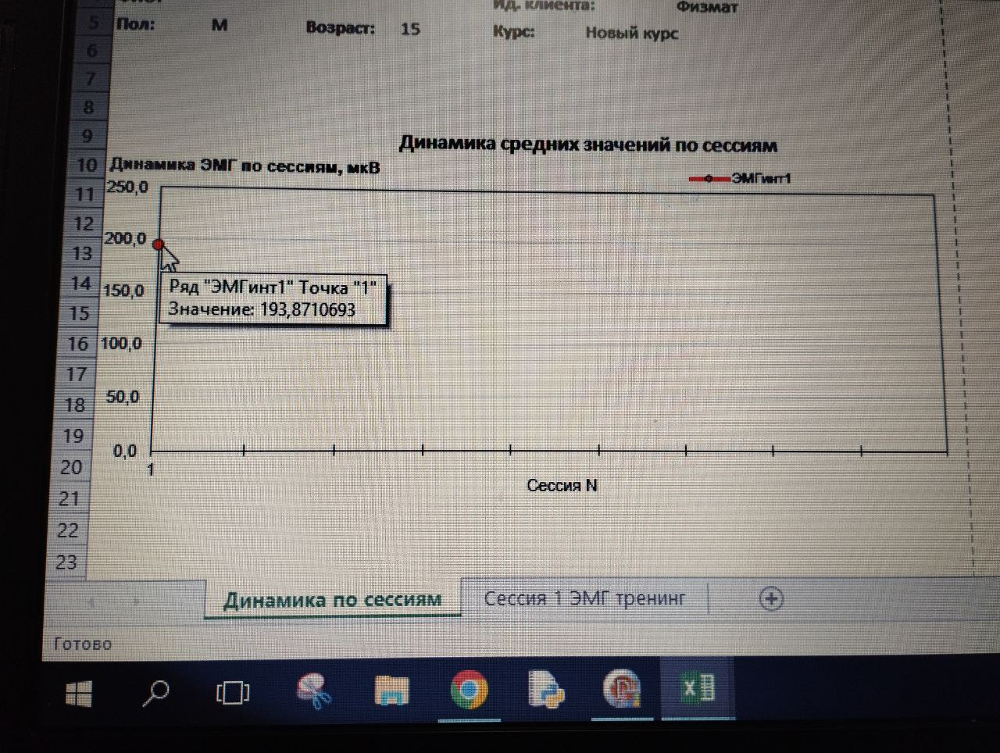 Ид. клиента: Физмат
5 Пол: М Возраст: 15 Курс: Новый курс
6
7
8
9 Динамика средних значений по сессиям
10 Динамика ЭМГ по сессиям, мкВ
ЭМГинт1
11 250,0
12
200,0
13
14
Ряд "ЭМГинт1" Точка "1"
150,0
Значение: 193,8710693
15
16 100,0
17
50,0
18
19
0,0
20 1
Сессия N
21
22
23
Динамика по сессиям Сессия 1 ЭМГ тренинг
Готово